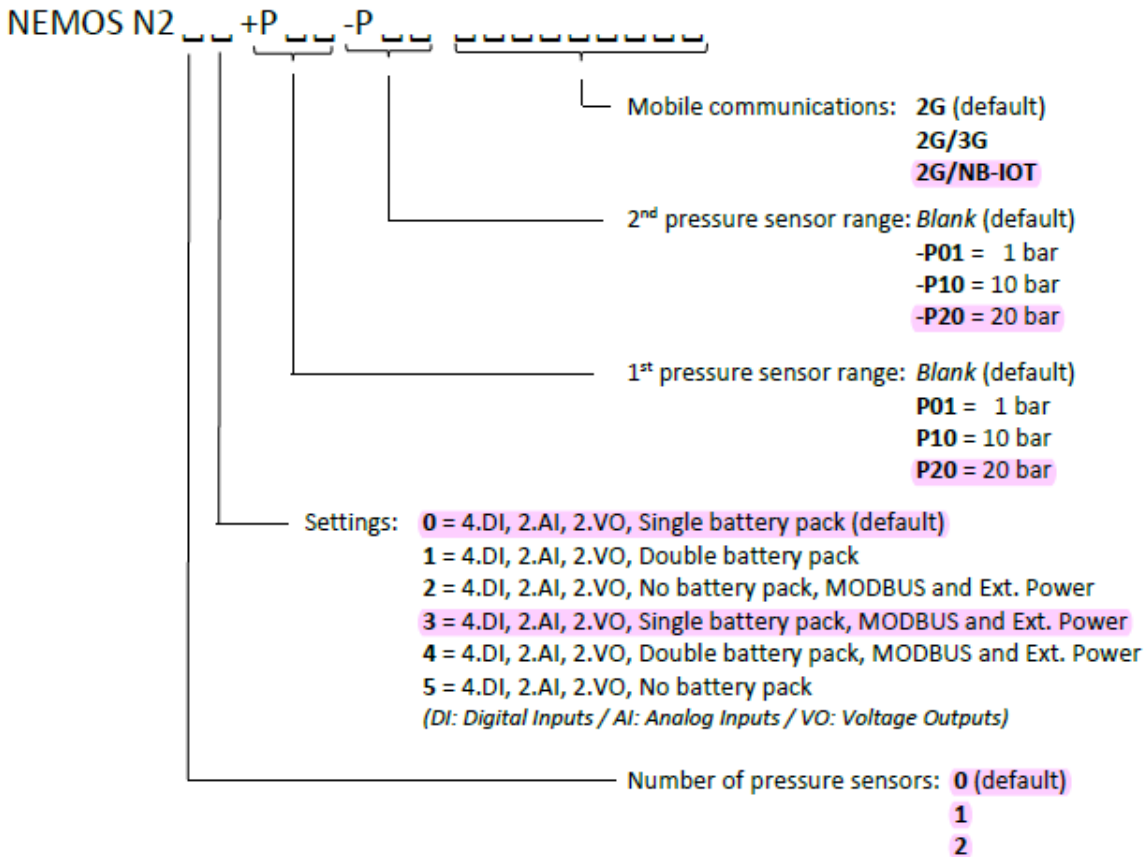 NEMOS N2 _ _ +P _ _ -P _ _ _ _ _ _ _ _ _ _ _
Mobile communications: 2G (default)
2G/3G
2G/NB-IOT
2nd pressure sensor range: Blank (default)
-P01 = 1 bar
-P10 = 10 bar
-P20 = 20 bar
1st pressure sensor range: Blank (default)
P01 = 1 bar
P10 = 10 bar
P20 = 20 bar
Settings: 0 = 4.DI, 2.AI, 2.VO, Single battery pack (default)
1 = 4.DI, 2.AI, 2.VO, Double battery pack
2 = 4.DI, 2.AI, 2.VO, No battery pack, MODBUS and Ext. Power
3 = 4.DI, 2.AI, 2.VO, Single battery pack, MODBUS and Ext. Power
4 = 4.DI, 2.AI, 2.VO, Double battery pack, MODBUS and Ext. Power
5 = 4.DI, 2.AI, 2.VO, No battery pack
(DI: Digital Inputs / AI: Analog Inputs / VO: Voltage Outputs)
Number of pressure sensors: 0 (default)
1
2